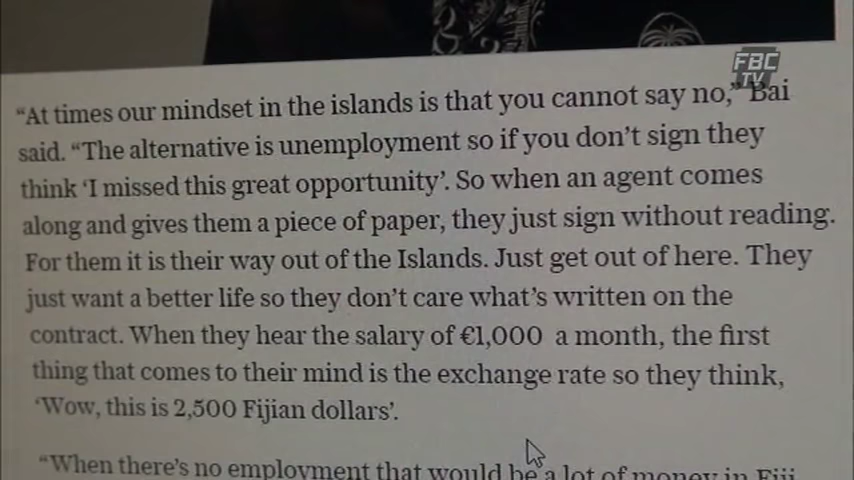 FBC
TV
“At times our mindset in the islands is that you cannot say no,” Bai
said. “The alternative is unemployment so if you don’t sign they
think ‘I missed this great opportunity’. So when an agent comes
along and gives them a piece of paper, they just sign without reading.
For them it is their way out of the Islands. Just get out of here. They
just want a better life so they don’t care what’s written on the
contract. When they hear the salary of €1,000 a month, the first
thing that comes to their mind is the exchange rate so they think,
‘Wow, this is 2,500 Fijian dollars’.
“When there’s no employment that would be a lot of money in Fiji